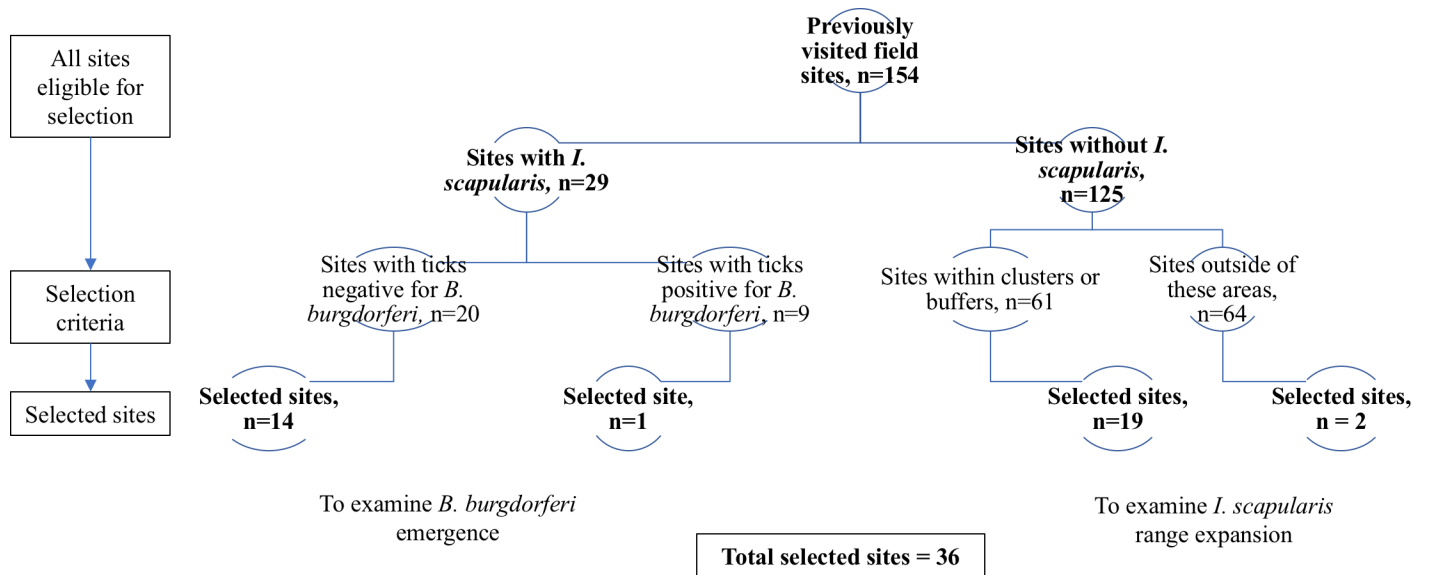 All sites
eligible for
selection
Selection
criteria
Selected sites
Previously
visited field
sites, n=154
Sites with I.
scapularis, n=29
Sites without I.
scapularis,
n=125
Sites with ticks
negative for B.
burgdorferi, n=20
Sites with ticks
positive for B.
burgdorferi, n=9
Sites within clusters or
buffers, n=61
Sites outside of
these areas,
n=64
Selected sites,
n=14
Selected site,
n=1
Selected sites,
n=19
Selected sites,
n = 2
To examine B. burgdorferi
emergence
To examine I. scapularis
range expansion
Total selected sites = 36